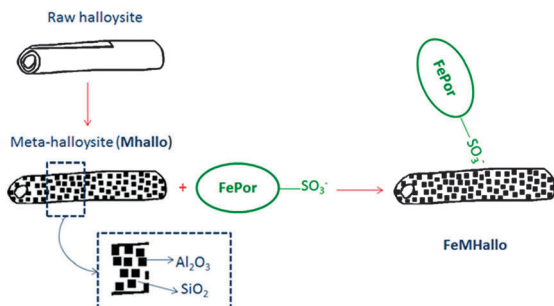 Raw halloysite
Meta-halloysite (Mhallo)
+
FePor
SO₃⁻
Al₂O₃
SiO₂
FePor
SO₃⁻
FeMHallo